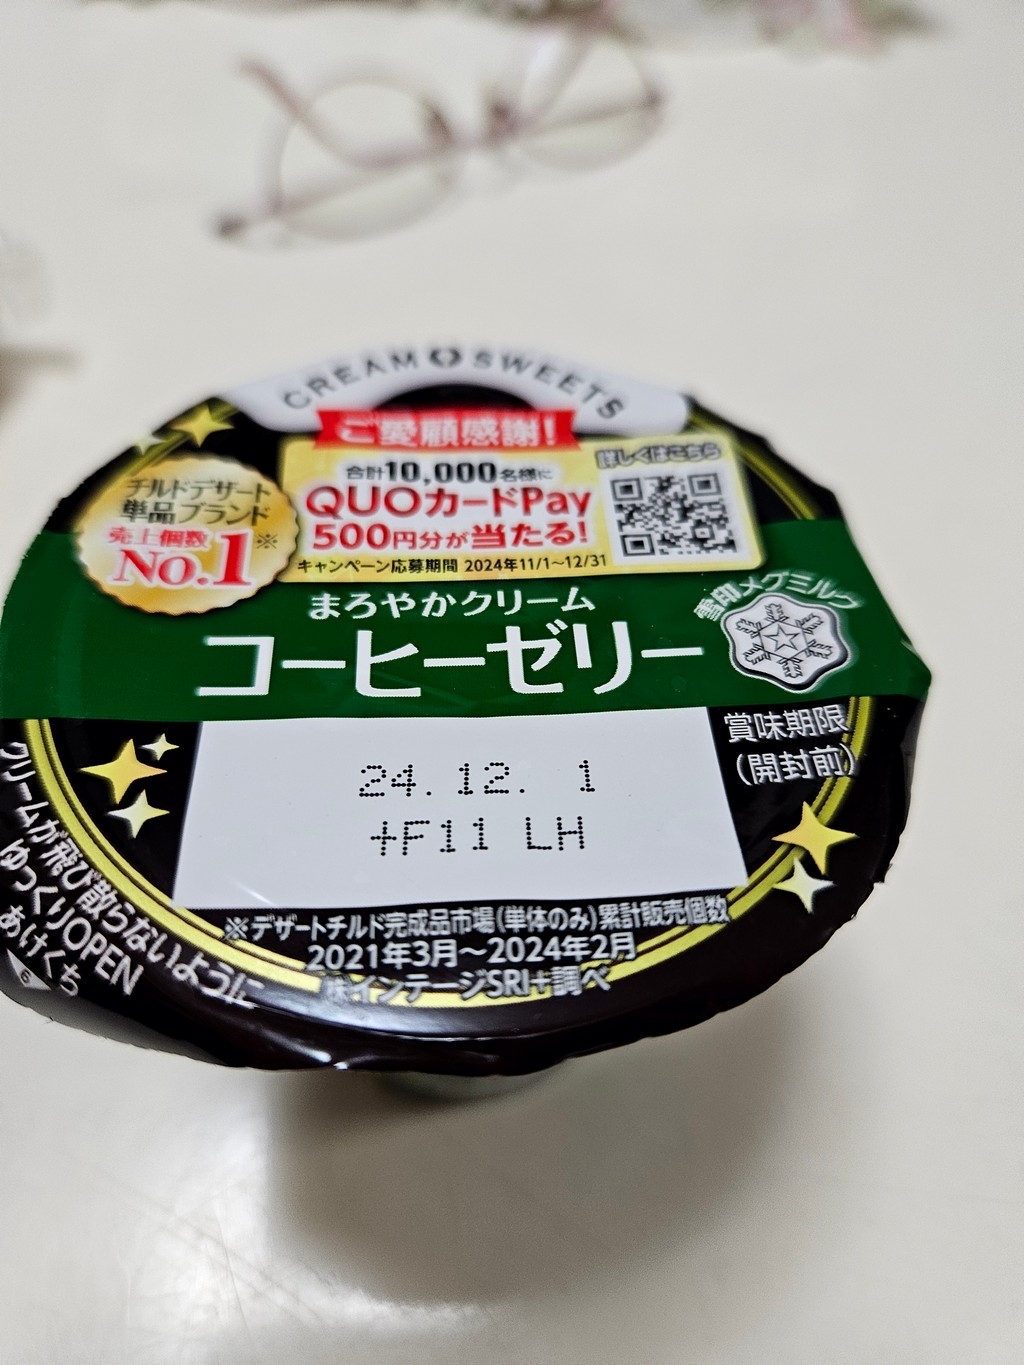 CREAM SWEETS
ご愛顧感謝!
合計10,000名様に
QUOカードPay
500円分が当たる!
キャンペーン応募期間 2024年11/1~12/31
詳しくはこちら
チルドデザート
単品ブランド
売上個数
No.1※
まろやかクリーム
コーヒーゼリー
雪印メグミルク
賞味期限
(開封前)
24.12. 1
+F11 LH
※デザートチルド完成品市場(単体のみ)累計販売個数
2021年3月~2024年2月
㈱インテージSRI+調べ
クリームが飛び散らないように
ゆっくりOPEN
あけくち
6